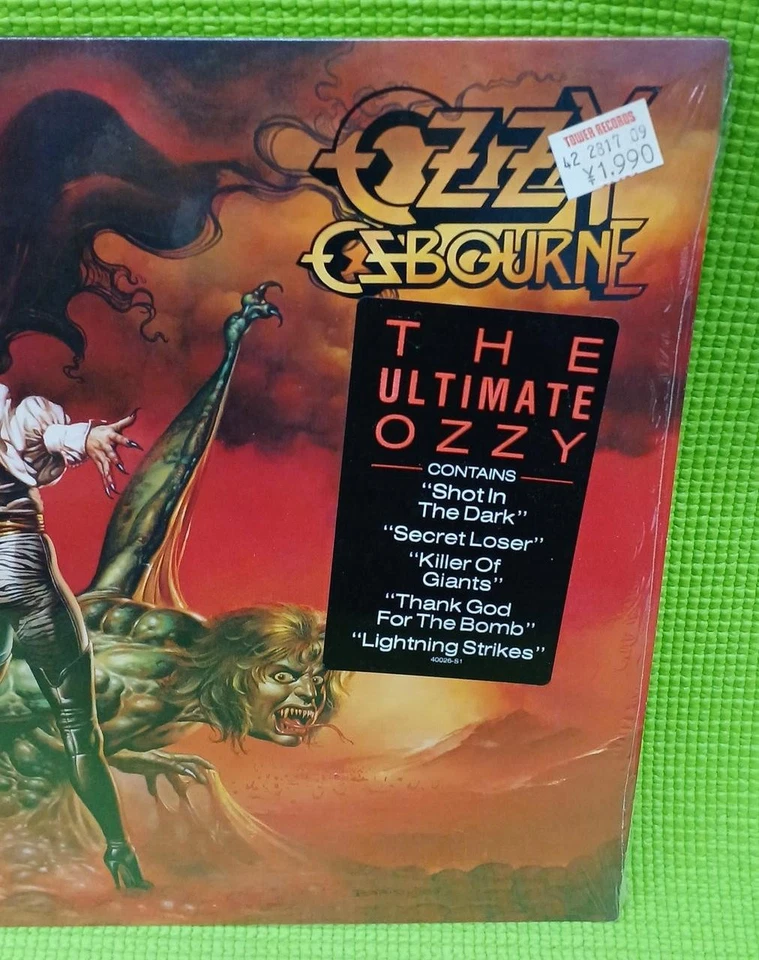 OZZY
TOWER RECORDS
42 2817 09
¥1,990
OSBOURNE
THE
ULTIMATE
OZZY
CONTAINS
“Shot In
The Dark”
“Secret Loser”
“Killer Of
Giants”
“Thank God
For The Bomb”
“Lightning Strikes”
40026-S1